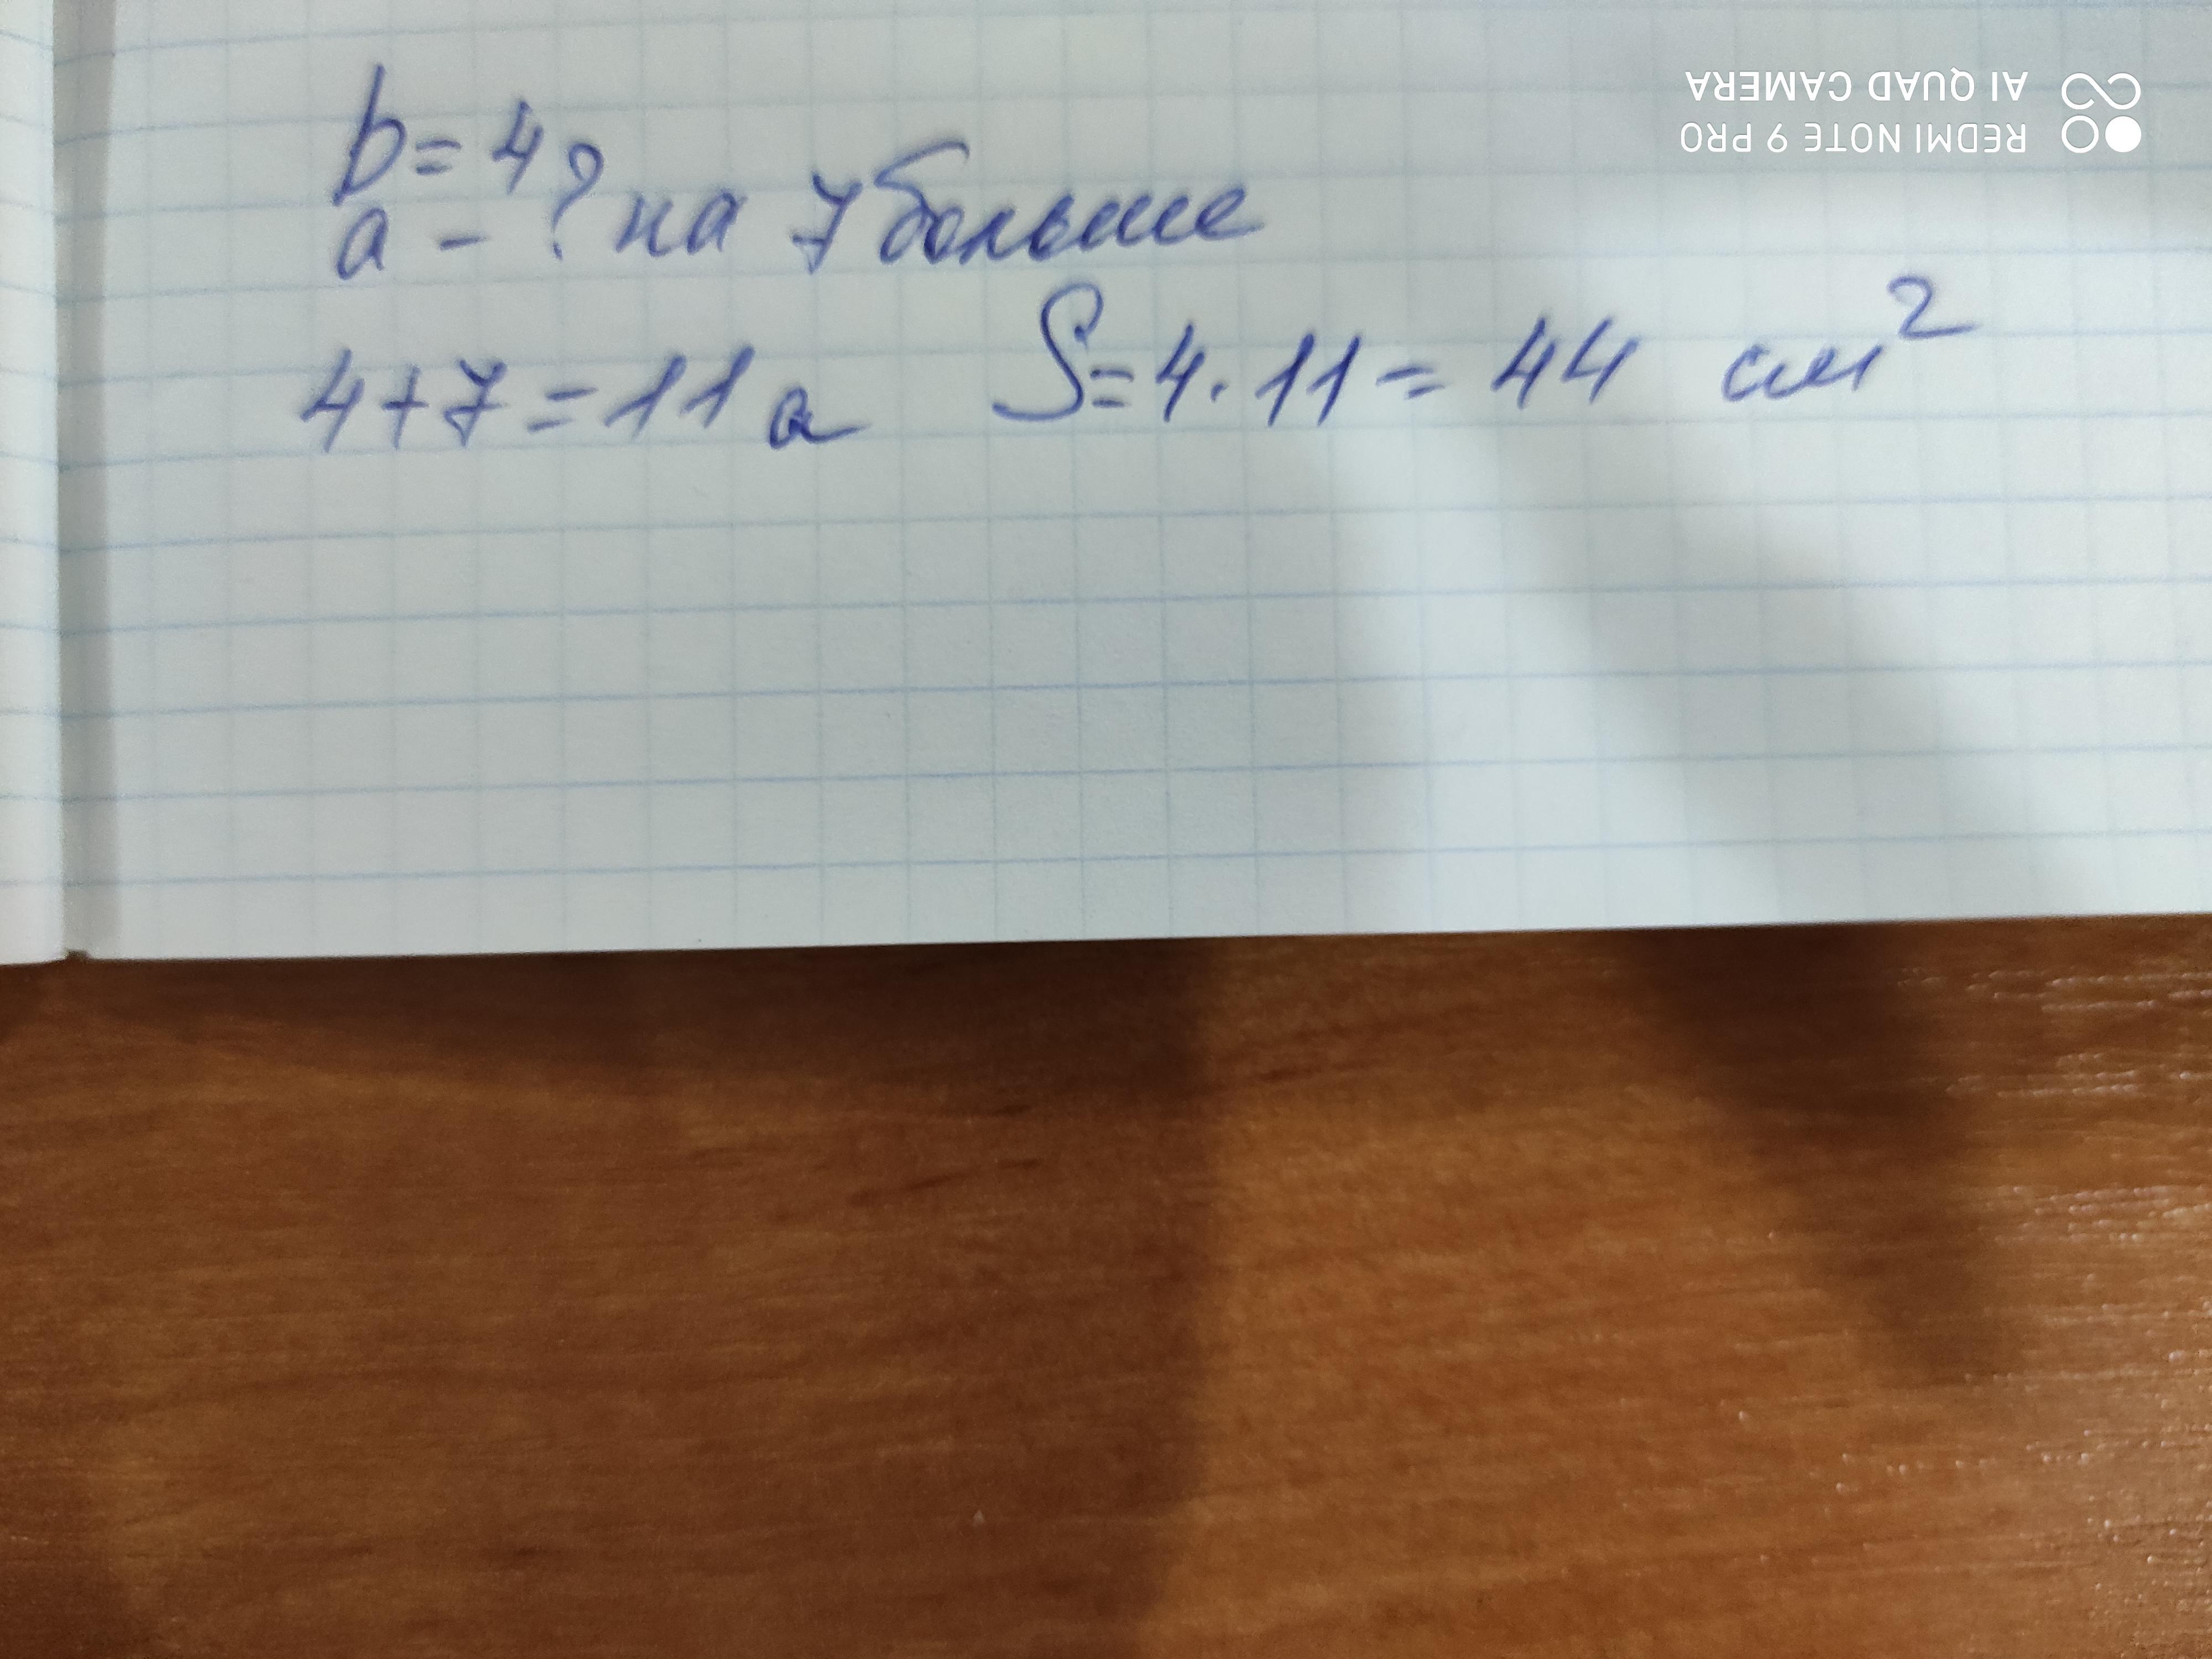 b = 4
a - ? на 7 больше
4+7=11 a S=4·11=44 см²
REDMI NOTE 9 PRO
AI QUAD CAMERA